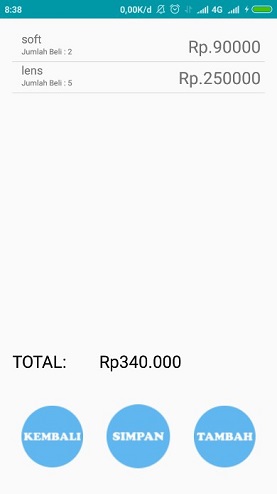 8:38 0,00K/d 4G
soft
Jumlah Beli : 2
Rp.90000
lens
Jumlah Beli : 5
Rp.250000
TOTAL: Rp340.000
KEMBALI SIMPAN TAMBAH